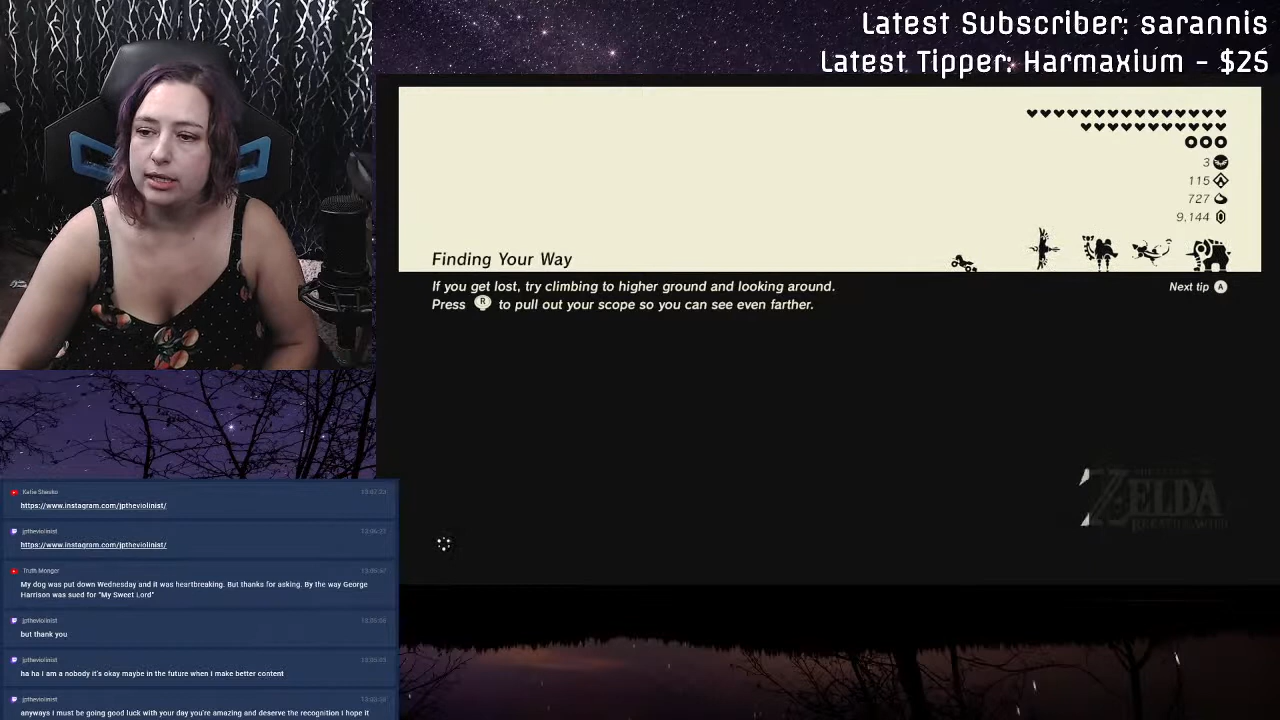 Latest Subscriber: sarannis
Latest Tipper: Harmaxium - $25
3
115
727
9,144
Finding Your Way
If you get lost, try climbing to higher ground and looking around.
Press R to pull out your scope so you can see even farther.
Next tip A
ZELDA
jptheviolinist
https://www.instagram.com/jptheviolinist/
https://www.instagram.com/jptheviolinist/
Truth Monger
My dog was put down Wednesday and it was heartbreaking. But thanks for asking. By the way George
Harrison was sued for "My Sweet Lord"
jptheviolinist
but thank you
jptheviolinist
ha ha I am a nobody it's okay maybe in the future when I make better content
jptheviolinist
anyways i must be going good luck with your day you're amazing and deserve the recognition I hope it